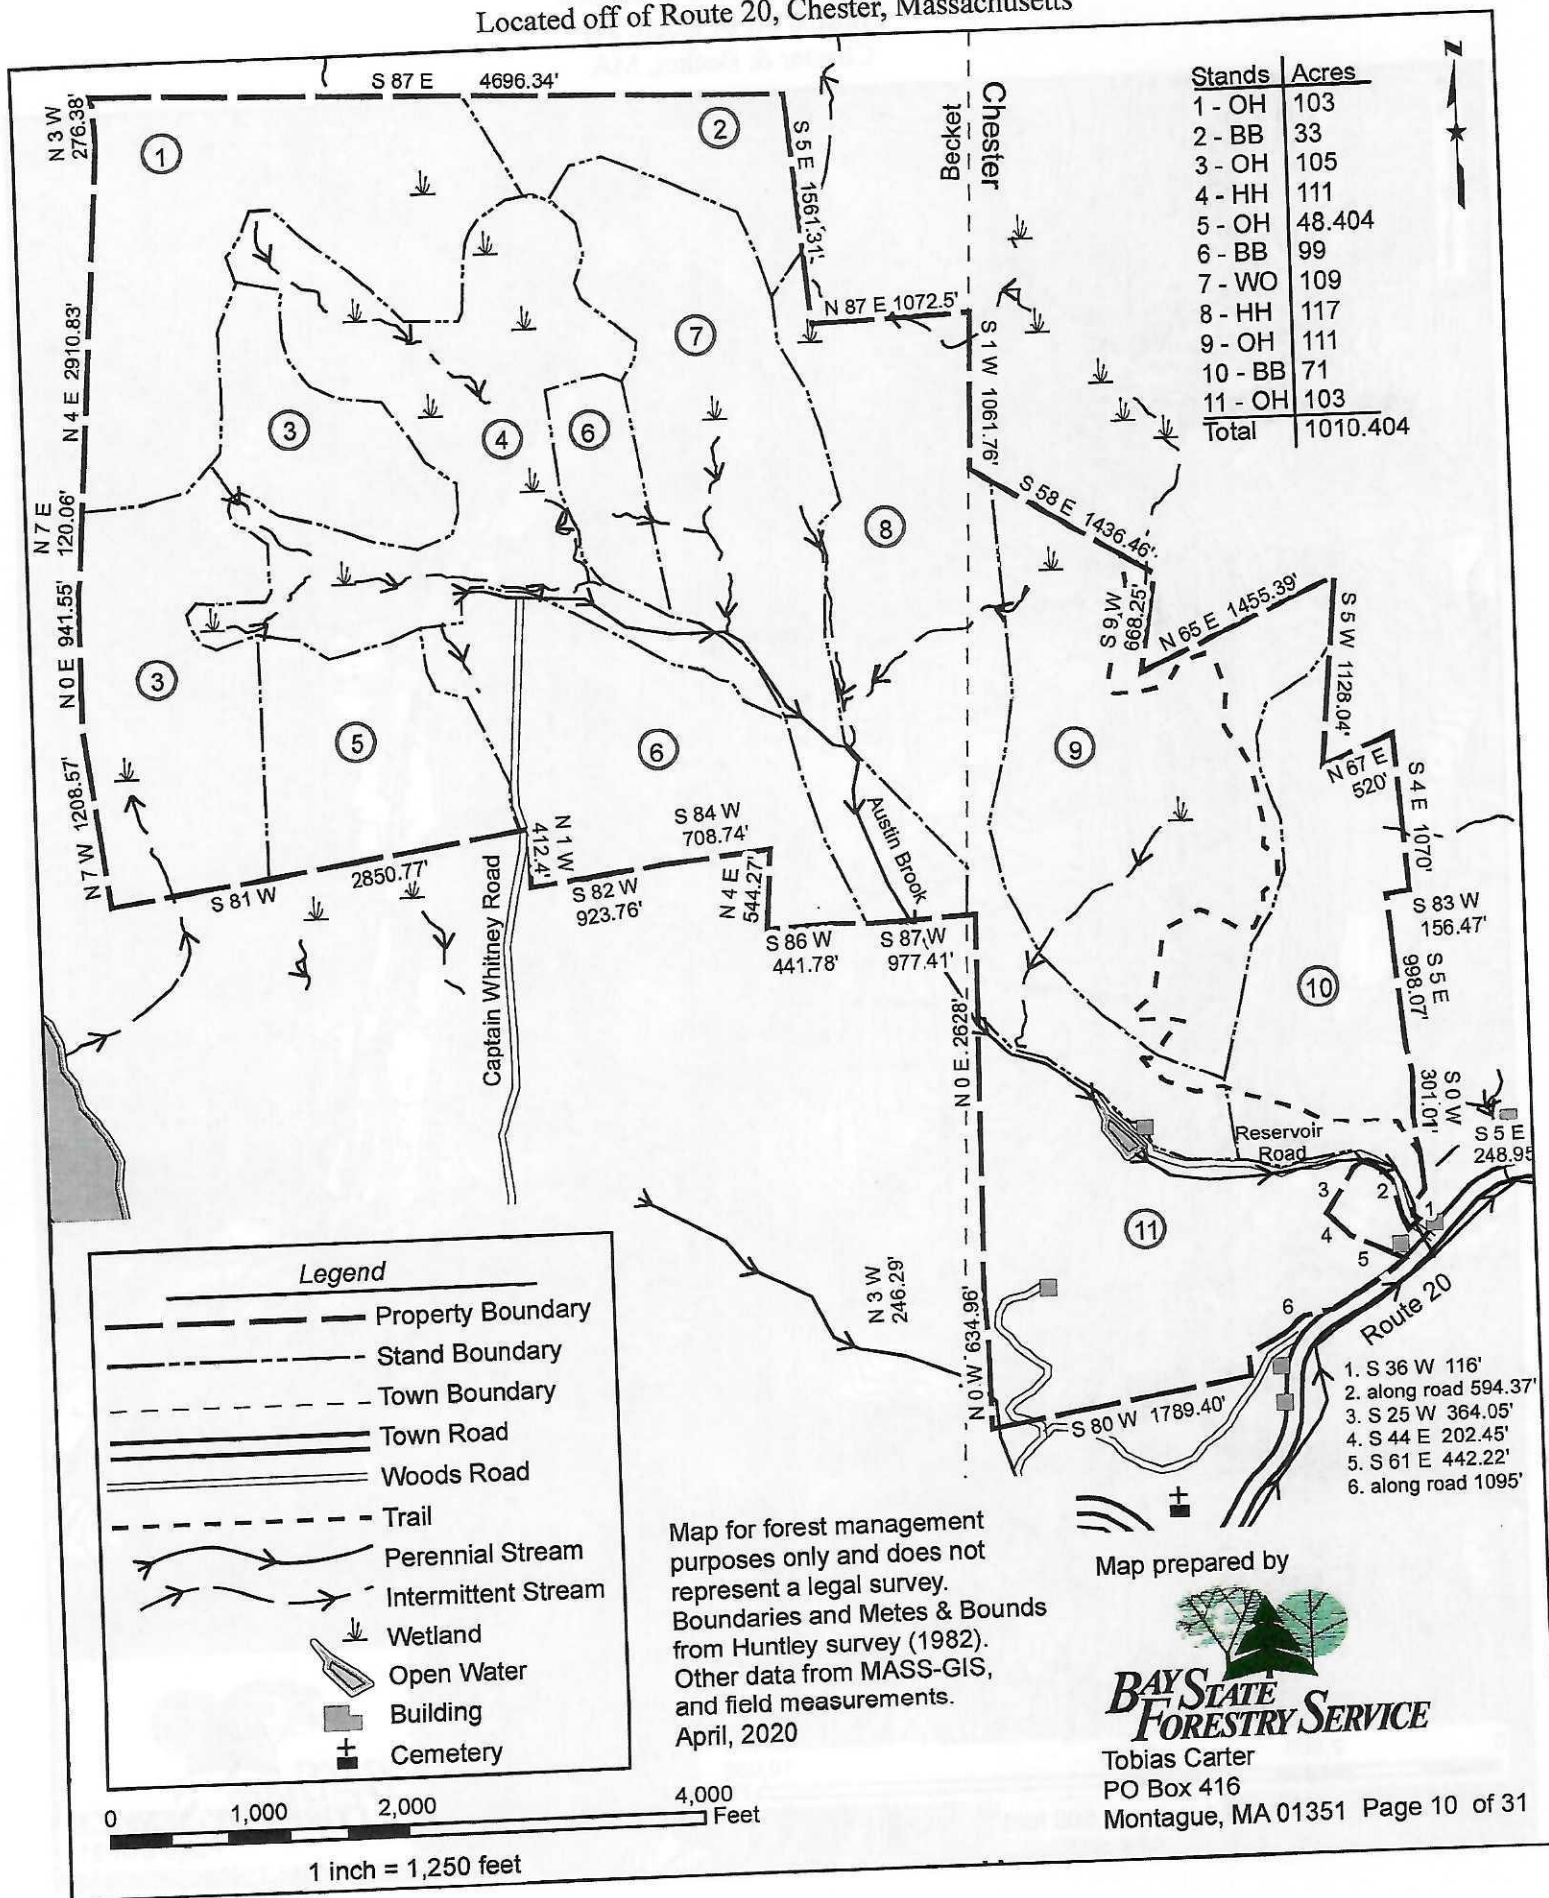 Located off of Route 20, Chester, Massachusetts
S 87 E 4696.34'
N 3 W
276.38'
1
2
S 5 E 1561.31'
Becket
Chester
Stands Acres
1 - OH 103
2 - BB 33
3 - OH 105
4 - HH 111
5 - OH 48.404
6 - BB 99
7 - WO 109
8 - HH 117
9 - OH 111
10 - BB 71
11 - OH 103
Total 1010.404
N
N 4 E 2910.83'
N 87 E 1072.5'
7
S 1 W 1061.76'
3
4
6
8
S 58 E 1436.46'
N 7 E
120.06'
N 0 E 941.55'
S 9 W
668.25'
N 65 E 1455.39'
S 5 W 1128.04'
3
5
6
9
N 67 E
520'
S 4 E 1070'
N 7 W 1208.57'
S 81 W 2850.77'
N 1 W
412.4'
S 82 W
923.76'
S 84 W
708.74'
N 4 E
544.27'
Austin Brook
S 86 W
441.78'
S 87 W
977.41'
S 83 W
156.47'
S 5 E
998.07'
10
Captain Whitney Road
N 0 E 2628'
S 0 W
301.01'
S 5 E
248.95
Reservoir
Road
11
3
2
1
4
5
6
Route 20
N 3 W
246.29'
N 0 W 634.96'
S 80 W 1789.40'
1. S 36 W 116'
2. along road 594.37'
3. S 25 W 364.05'
4. S 44 E 202.45'
5. S 61 E 442.22'
6. along road 1095'
Legend
Property Boundary
Stand Boundary
Town Boundary
Town Road
Woods Road
Trail
Perennial Stream
Intermittent Stream
Wetland
Open Water
Building
Cemetery
Map for forest management
purposes only and does not
represent a legal survey.
Boundaries and Metes & Bounds
from Huntley survey (1982).
Other data from MASS-GIS,
and field measurements.
April, 2020
Map prepared by
BAY STATE
FORESTRY SERVICE
Tobias Carter
PO Box 416
Montague, MA 01351 Page 10 of 31
0 1,000 2,000 4,000
Feet
1 inch = 1,250 feet